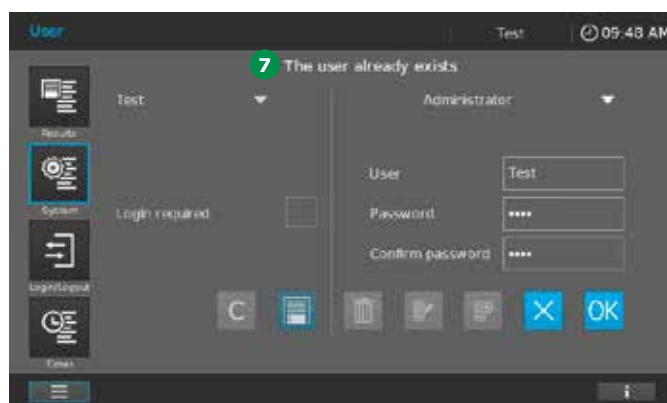 User Test 09:48 AM
7 The user already exists
Test Administrator
Results
User Test
System
Login required Password ••••
Confirm password ••••
Login/Logout
C OK
Timer
i